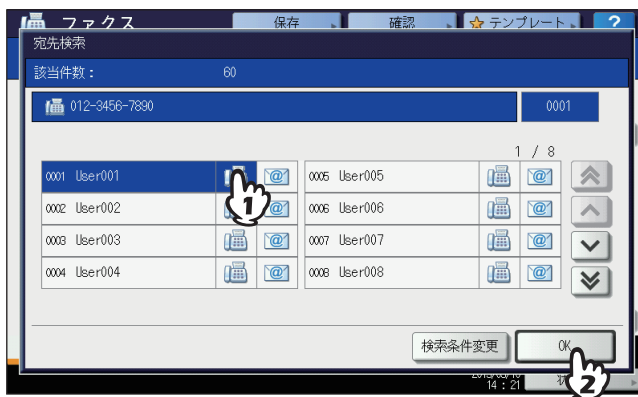 ファクス 保存 確認 テンプレート ?
宛先検索
該当件数： 60
012-3456-7890 0001
1 / 8
0001 User001 0005 User005
0002 User002 0006 User006
0003 User003 0007 User007
0004 User004 0008 User008
1
検索条件変更 OK
14 : 21
2